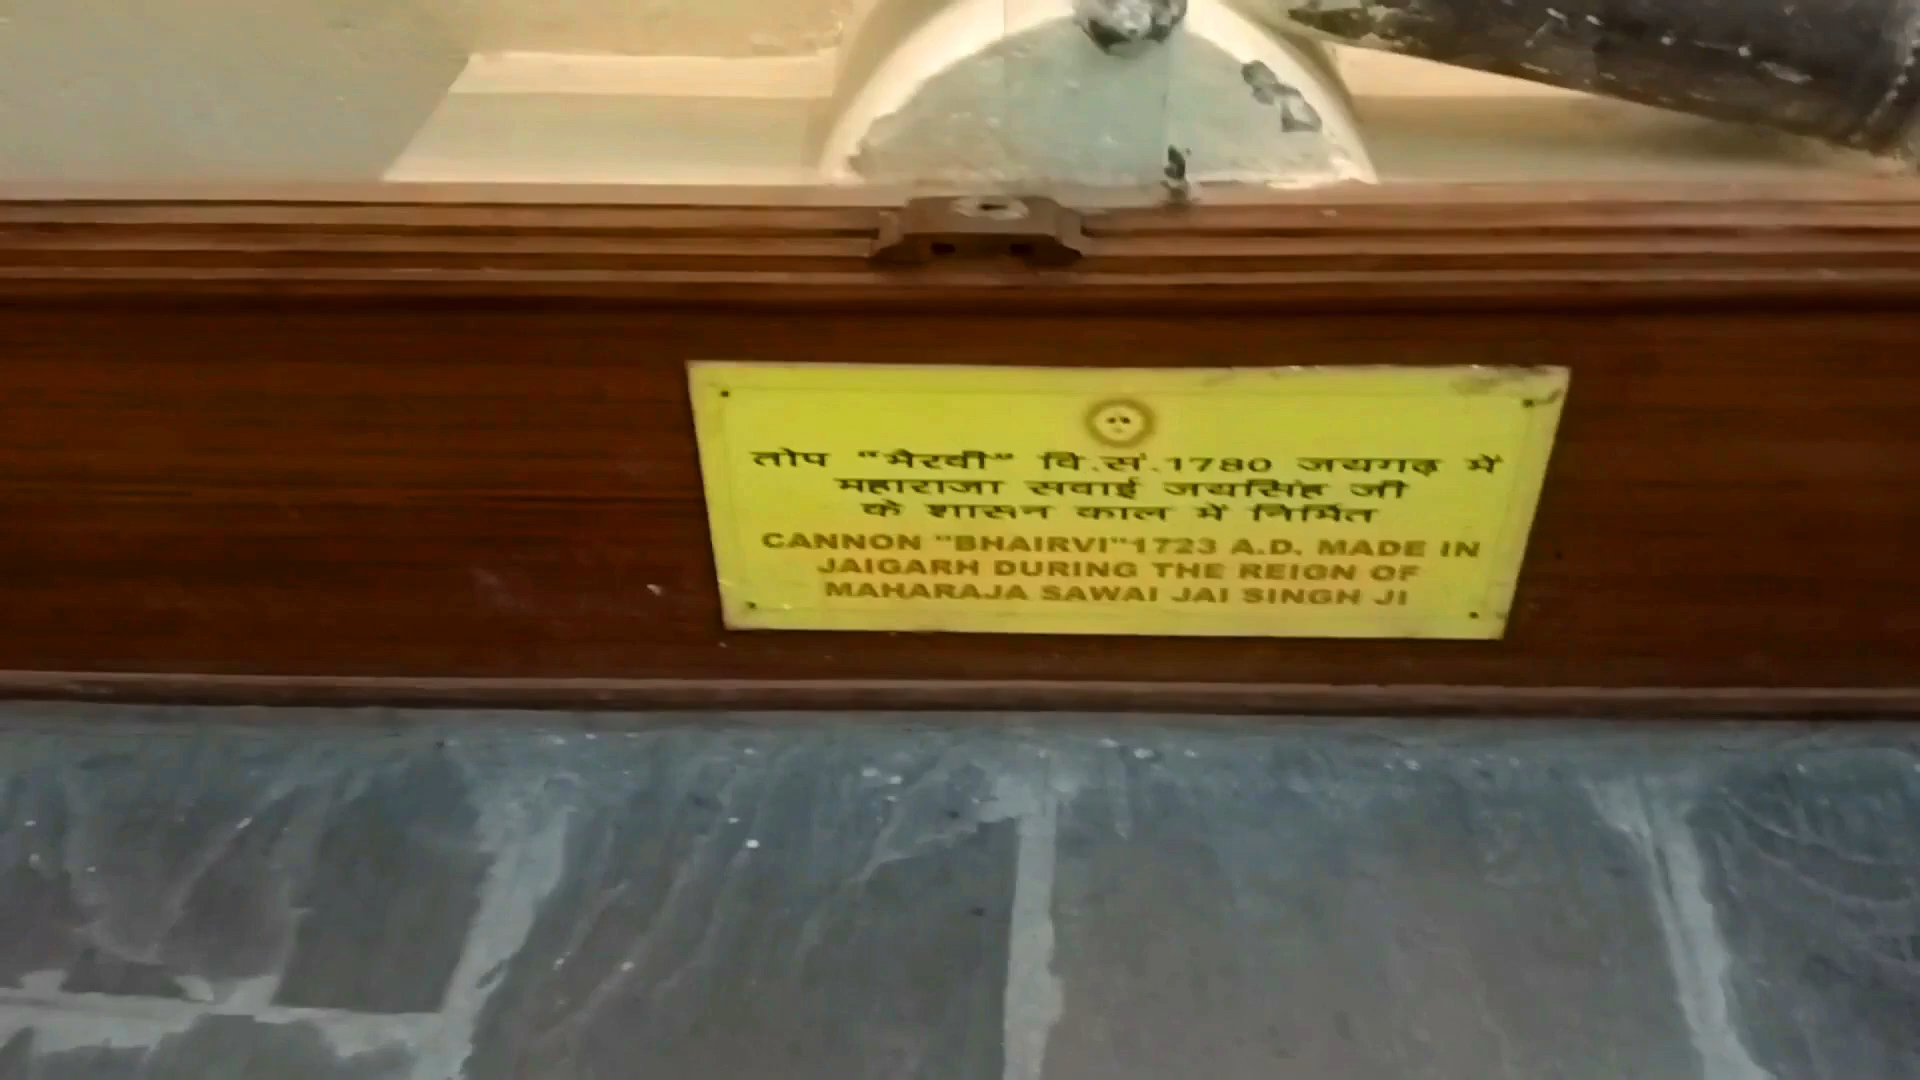 तोप “भैरवी” वि.सं.1780 जयगढ़ में
महाराजा सवाई जयसिंह जी
के शासन काल में निर्मित
CANNON "BHAIRVI"1723 A.D. MADE IN
JAIGARH DURING THE REIGN OF
MAHARAJA SAWAI JAI SINGH JI